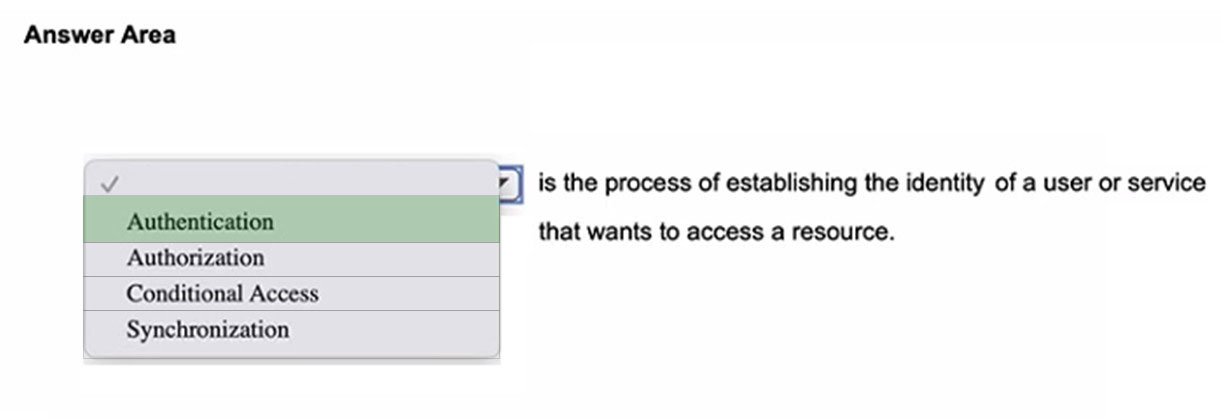 Answer Area
is the process of establishing the identity of a user or service
that wants to access a resource.
Authentication
Authorization
Conditional Access
Synchronization